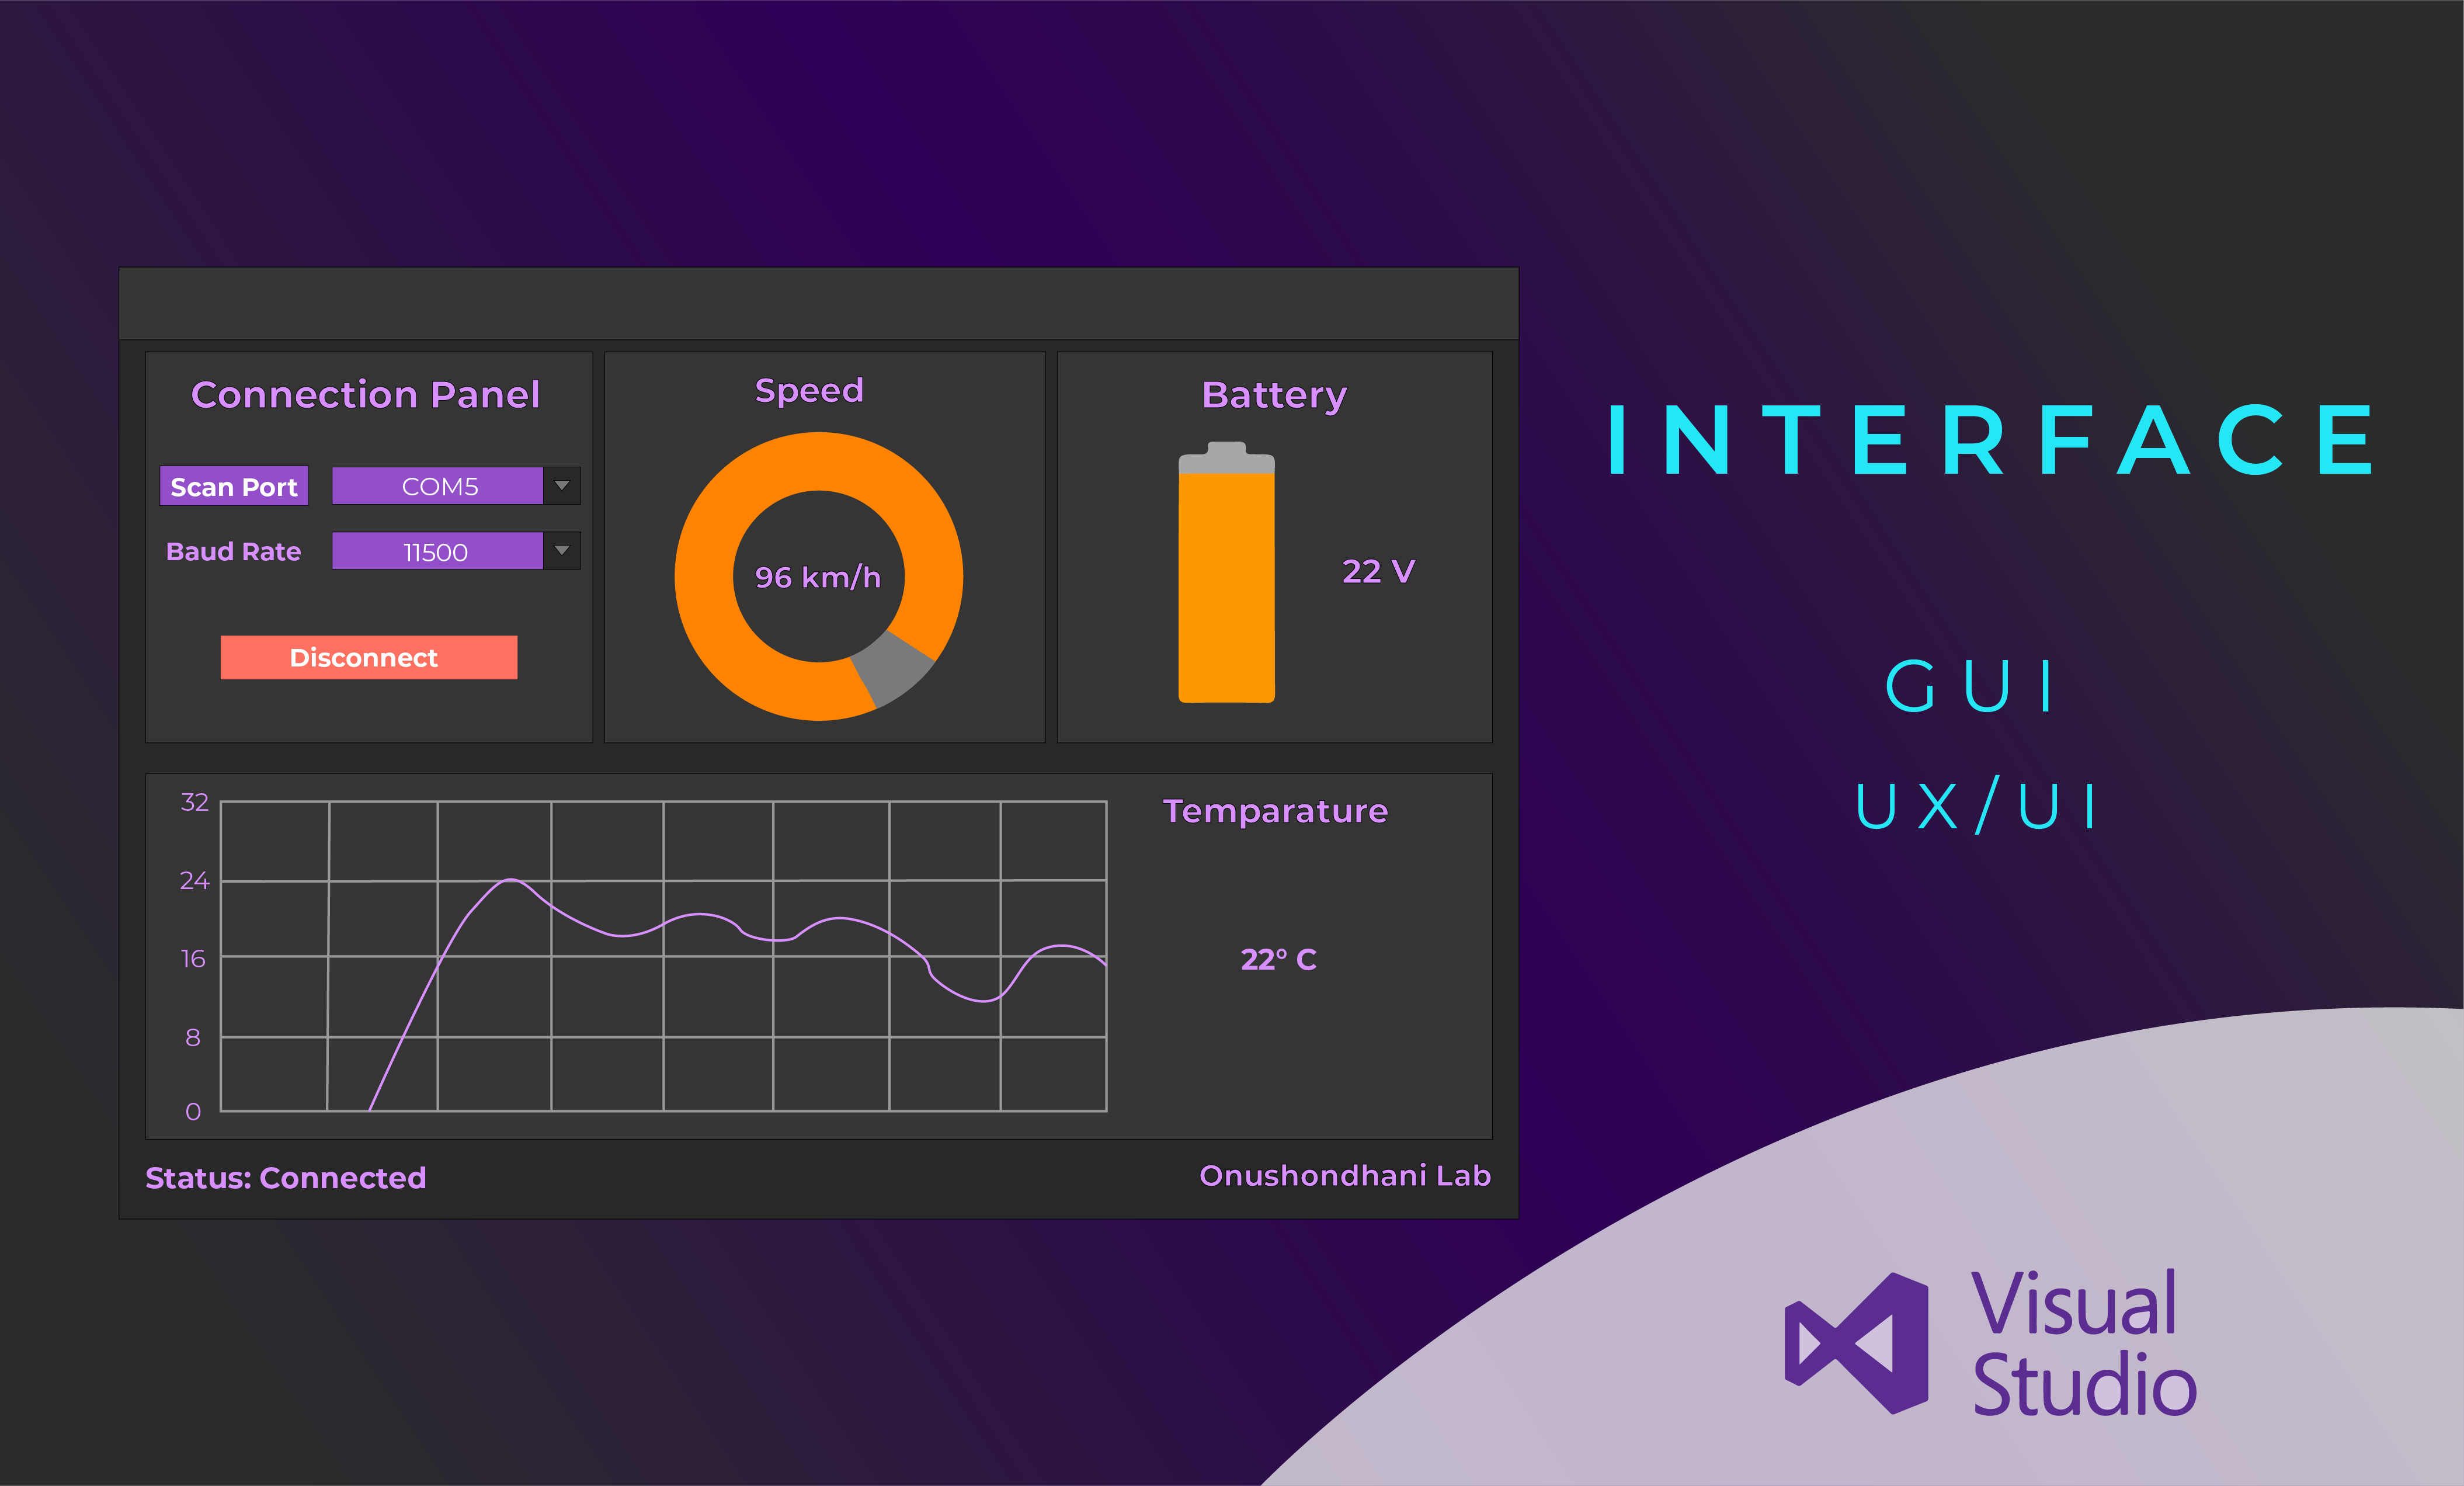 Connection Panel
Scan Port
COM5
Baud Rate
11500
Disconnect
Speed
96 km/h
Battery
22 V
32
24
16
8
0
Temparature
22° C
Status: Connected
Onushondhani Lab
INTERFACE
GUI
UX/UI
Visual
Studio